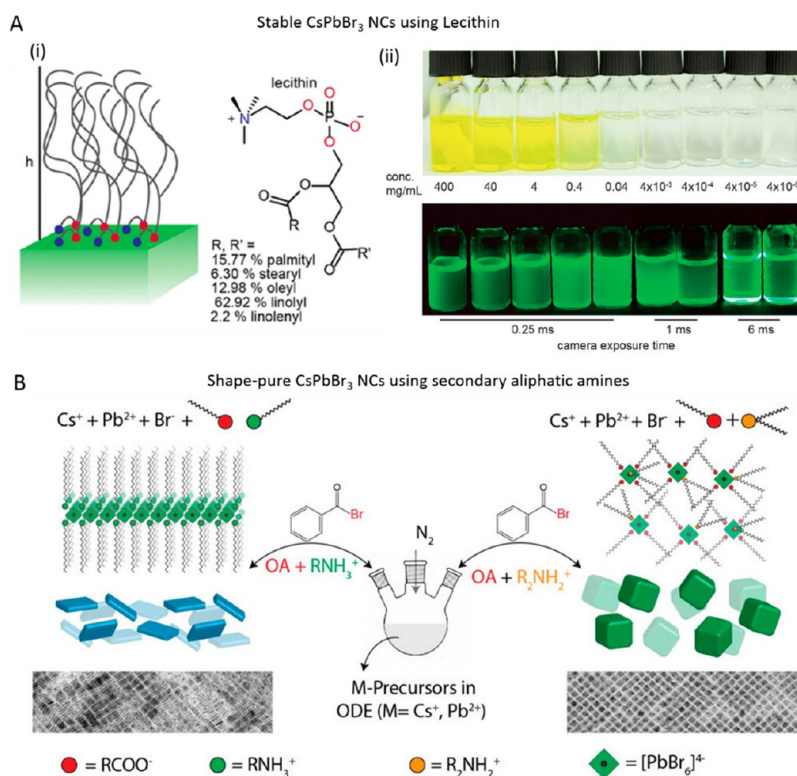 A
Stable CsPbBr₃ NCs using Lecithin
(i)
h
lecithin
N
+
O
O
P
O⁻
O
O
O
O
O
R
R'
R, R' =
15.77 % palmityl
6.30 % stearyl
12.98 % oleyl
62.92 % linolyl
2.2 % linolenyl
(ii)
conc.
mg/mL
400 40 4 0.4 0.04 4x10⁻³ 4x10⁻⁴ 4x10⁻⁵ 4x10⁻⁶
0.25 ms 1 ms 6 ms
camera exposure time
B
Shape-pure CsPbBr₃ NCs using secondary aliphatic amines
Cs⁺ + Pb²⁺ + Br⁻ +
O
Br
OA + RNH₃⁺
N₂
Cs⁺ + Pb²⁺ + Br⁻ + +
O
Br
OA + R₂NH₂⁺
M-Precursors in
ODE (M= Cs⁺, Pb²⁺)
= RCOO⁻ = RNH₃⁺ = R₂NH₂⁺ = [PbBr₆]⁴⁻